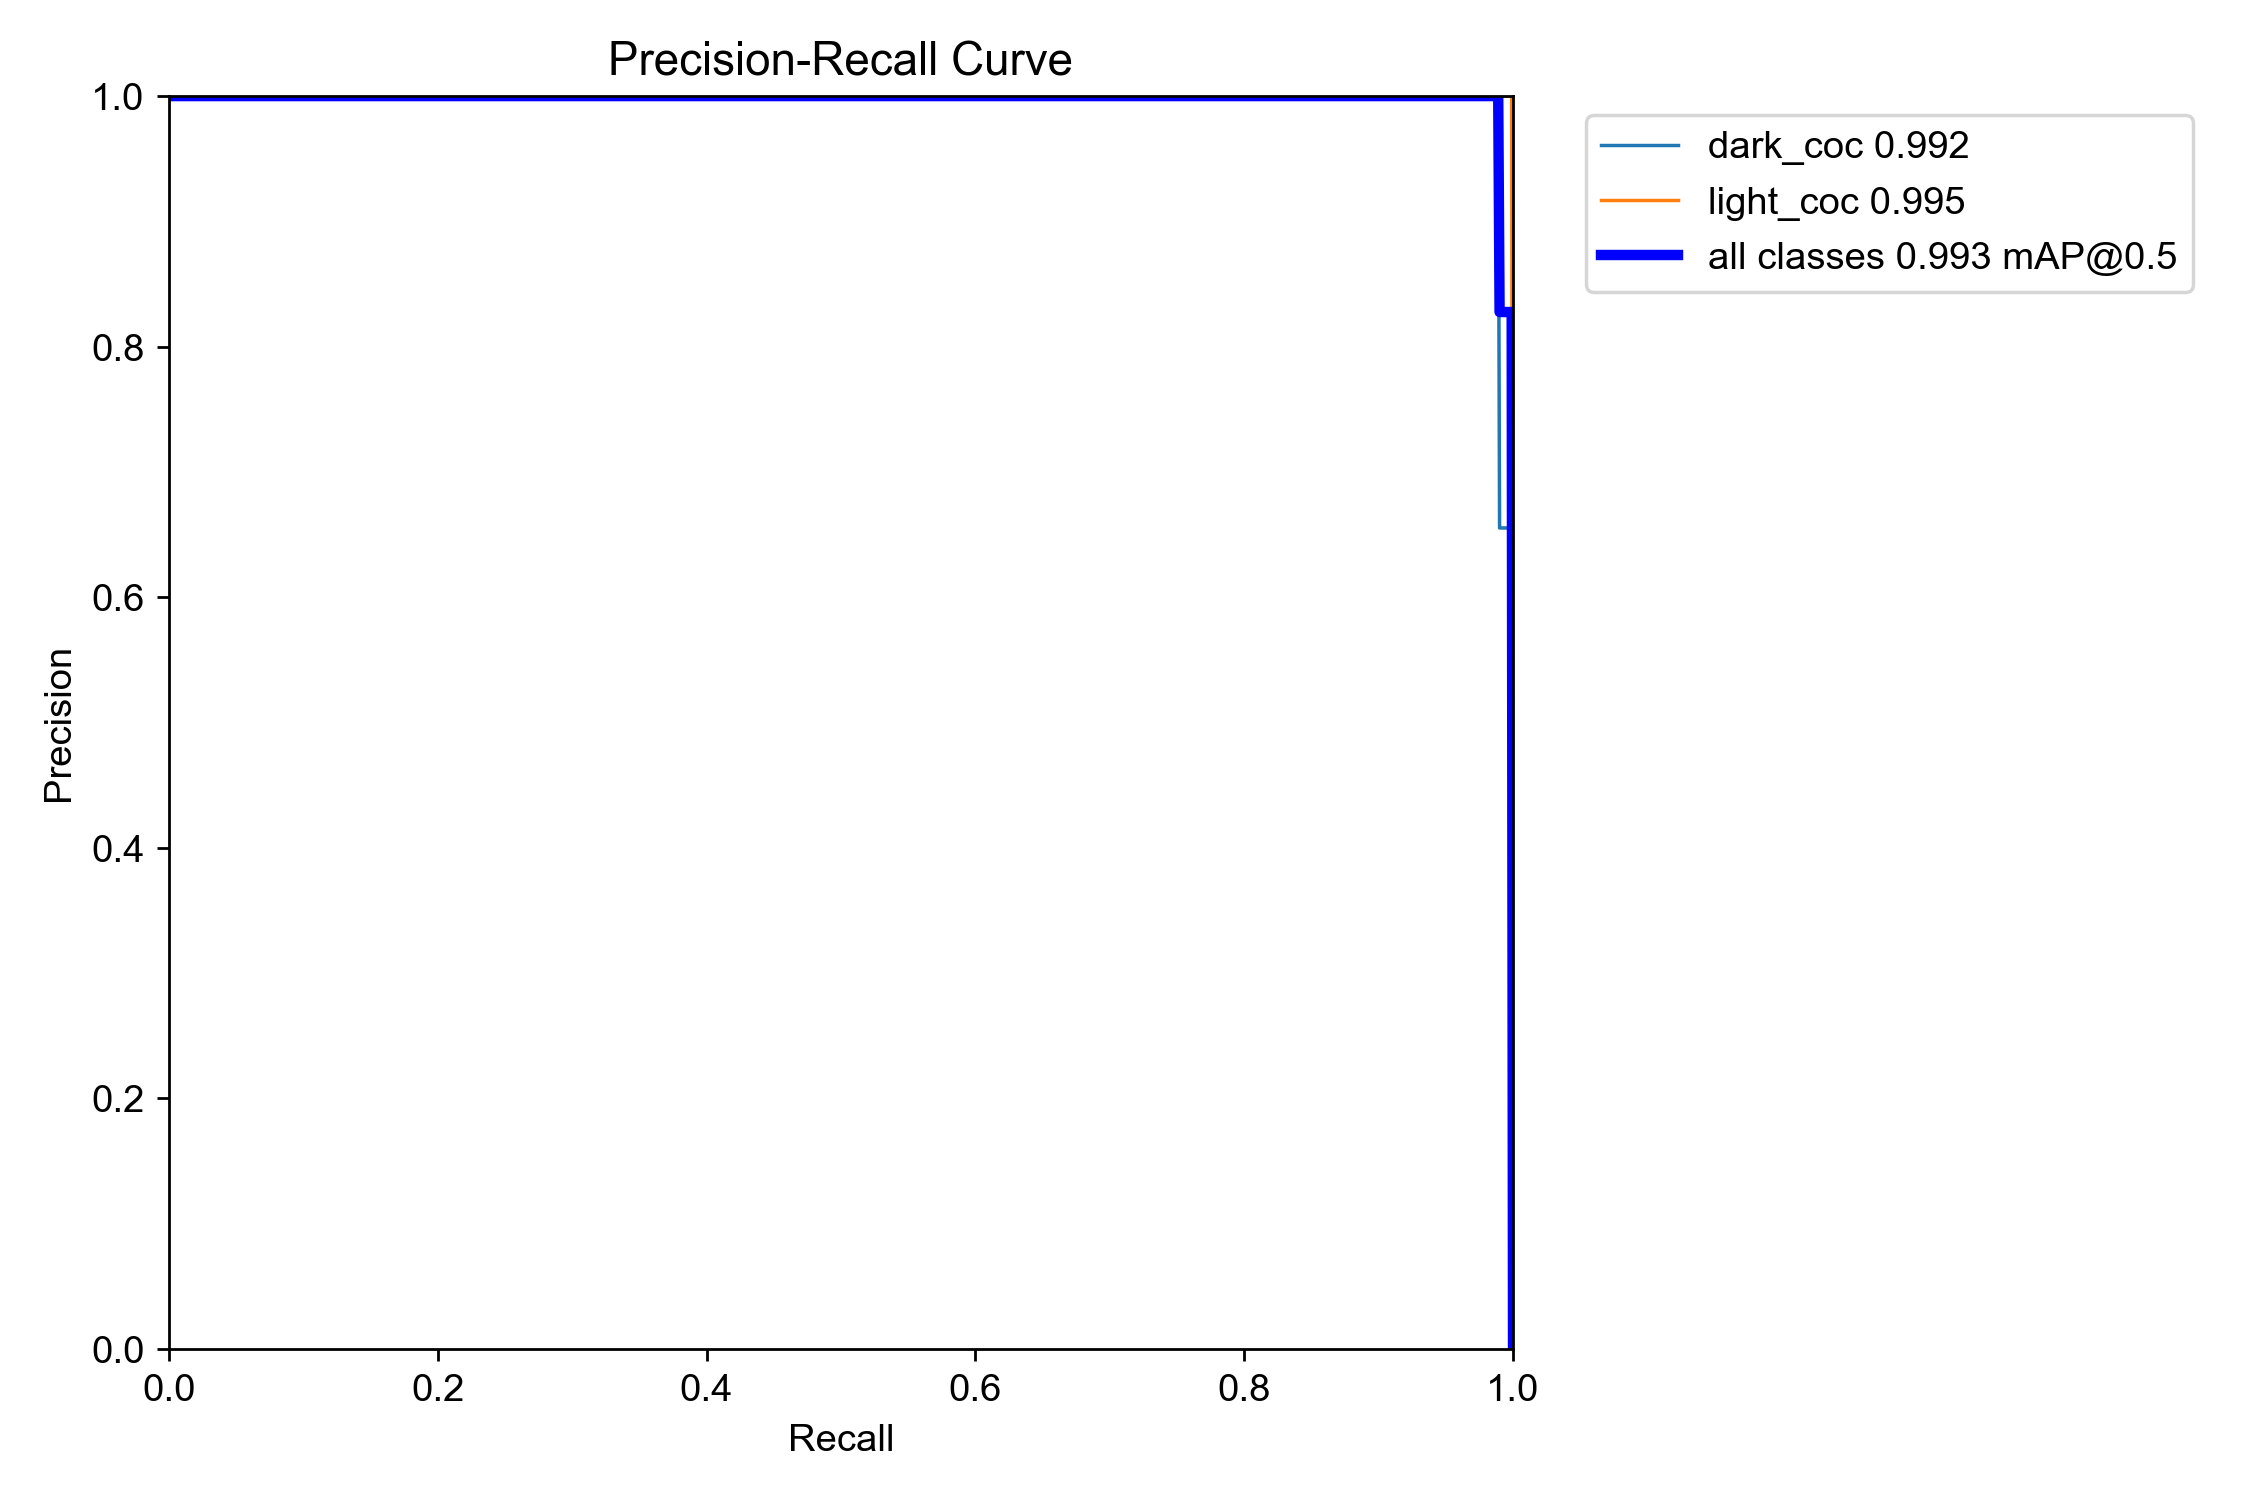 Precision-Recall Curve
1.0
0.8
0.6
0.4
0.2
0.0
Precision
0.0 0.2 0.4 0.6 0.8 1.0
Recall
dark_coc 0.992
light_coc 0.995
all classes 0.993 mAP@0.5